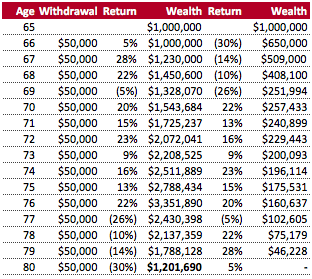 Age Withdrawal Return Wealth Return Wealth
65 $1,000,000 $1,000,000
66 $50,000 5% $1,000,000 (30%) $650,000
67 $50,000 28% $1,230,000 (14%) $509,000
68 $50,000 22% $1,450,600 (10%) $408,100
69 $50,000 (5%) $1,328,070 (26%) $251,994
70 $50,000 20% $1,543,684 22% $257,433
71 $50,000 15% $1,725,237 13% $240,899
72 $50,000 23% $2,072,041 16% $229,443
73 $50,000 9% $2,208,525 9% $200,093
74 $50,000 16% $2,511,889 23% $196,114
75 $50,000 13% $2,788,434 15% $175,531
76 $50,000 22% $3,351,890 20% $160,637
77 $50,000 (26%) $2,430,398 (5%) $102,605
78 $50,000 (10%) $2,137,359 22% $75,179
79 $50,000 (14%) $1,788,128 28% $46,228
80 $50,000 (30%) $1,201,690 5% -